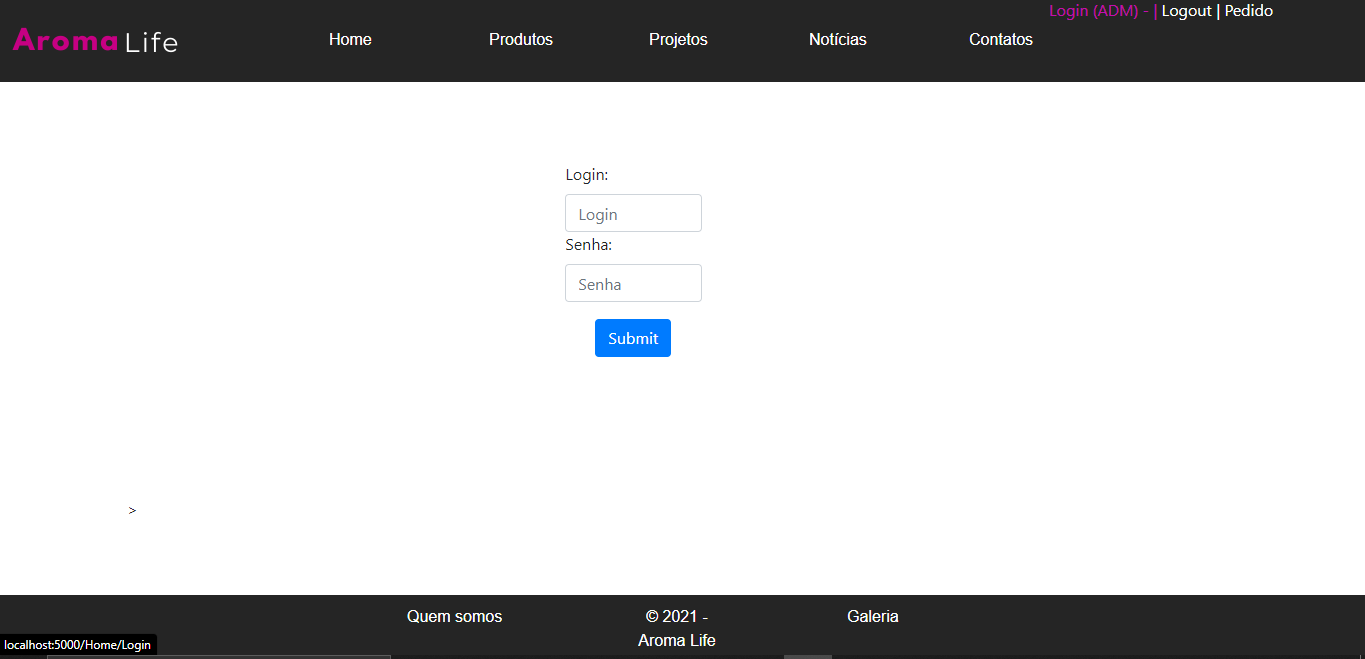 Login (ADM) - | Logout | Pedido
Aroma Life
Home Produtos Projetos Notícias Contatos
Login:
Login
Senha:
Senha
Submit
>
Quem somos
© 2021 -
Aroma Life
Galeria
localhost:5000/Home/Login